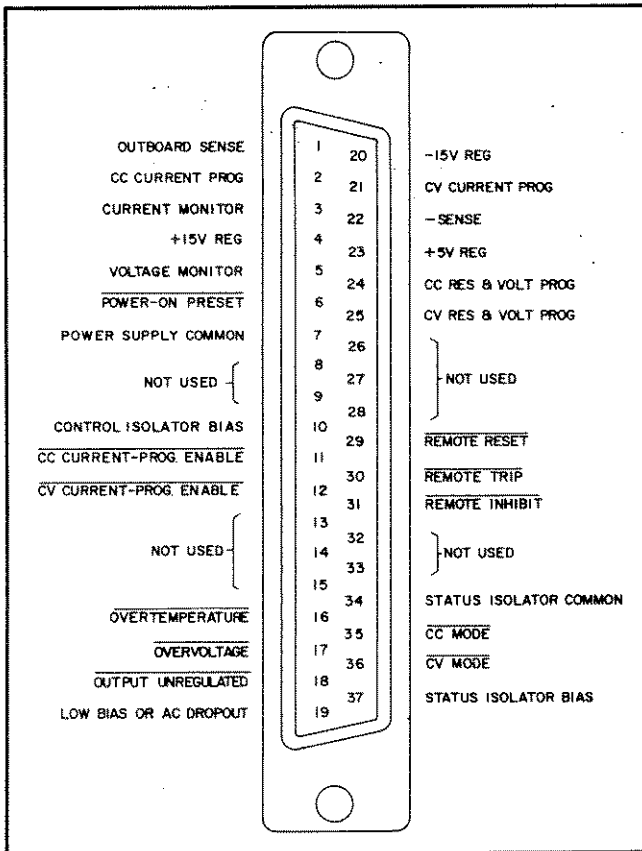 OUTBOARD SENSE 1
CC CURRENT PROG 2
CURRENT MONITOR 3
+15V REG 4
VOLTAGE MONITOR 5
POWER-ON PRESET 6
POWER SUPPLY COMMON 7
NOT USED 8
9
CONTROL ISOLATOR BIAS 10
CC CURRENT-PROG. ENABLE 11
CV CURRENT-PROG. ENABLE 12
13
NOT USED 14
15
OVERTEMPERATURE 16
OVERVOLTAGE 17
OUTPUT UNREGULATED 18
LOW BIAS OR AC DROPOUT 19
20 -15V REG
21 CV CURRENT PROG
22 -SENSE
23 +5V REG
24 CC RES & VOLT PROG
25 CV RES & VOLT PROG
26
27 NOT USED
28
29 REMOTE RESET
30 REMOTE TRIP
31 REMOTE INHIBIT
32 NOT USED
33
34 STATUS ISOLATOR COMMON
35 CC MODE
36 CV MODE
37 STATUS ISOLATOR BIAS